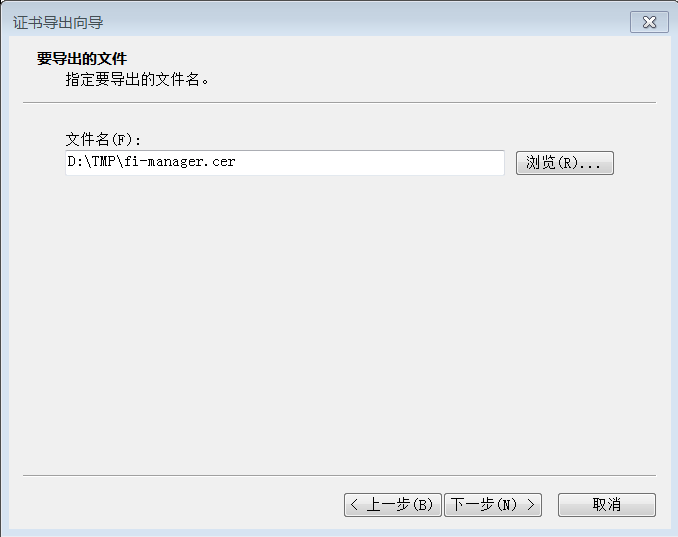 证书导出向导
要导出的文件
指定要导出的文件名。
文件名(F):
D:\TMP\fi-manager.cer
浏览(R)...
< 上一步(B)
下一步(N) >
取消